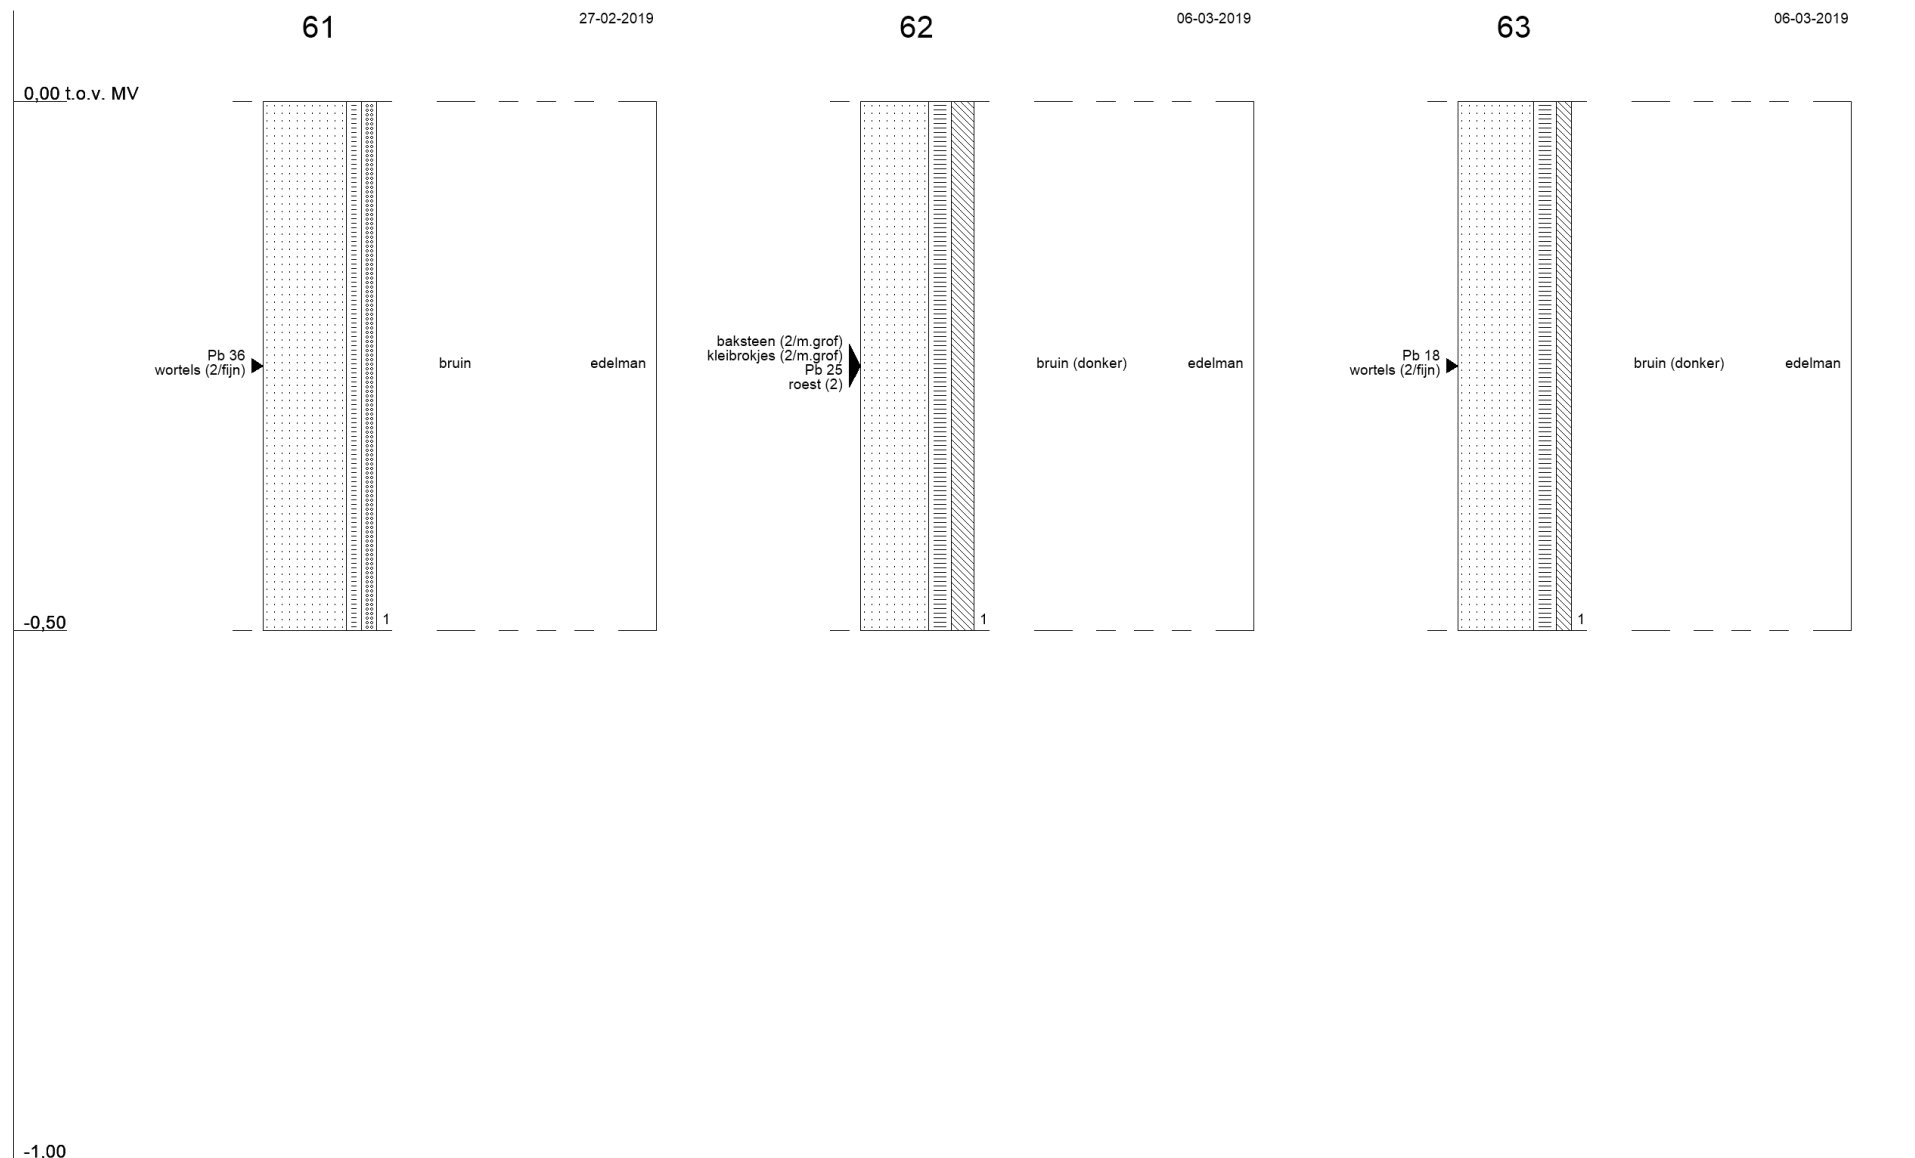 61
27-02-2019
62
06-03-2019
63
06-03-2019
0,00 t.o.v. MV
Pb 36
wortels (2/fijn)
bruin
edelman
1
baksteen (2/m.grof)
kleibrokjes (2/m.grof)
Pb 25
roest (2)
bruin (donker)
edelman
1
Pb 18
wortels (2/fijn)
bruin (donker)
edelman
1
-0,50
-1,00